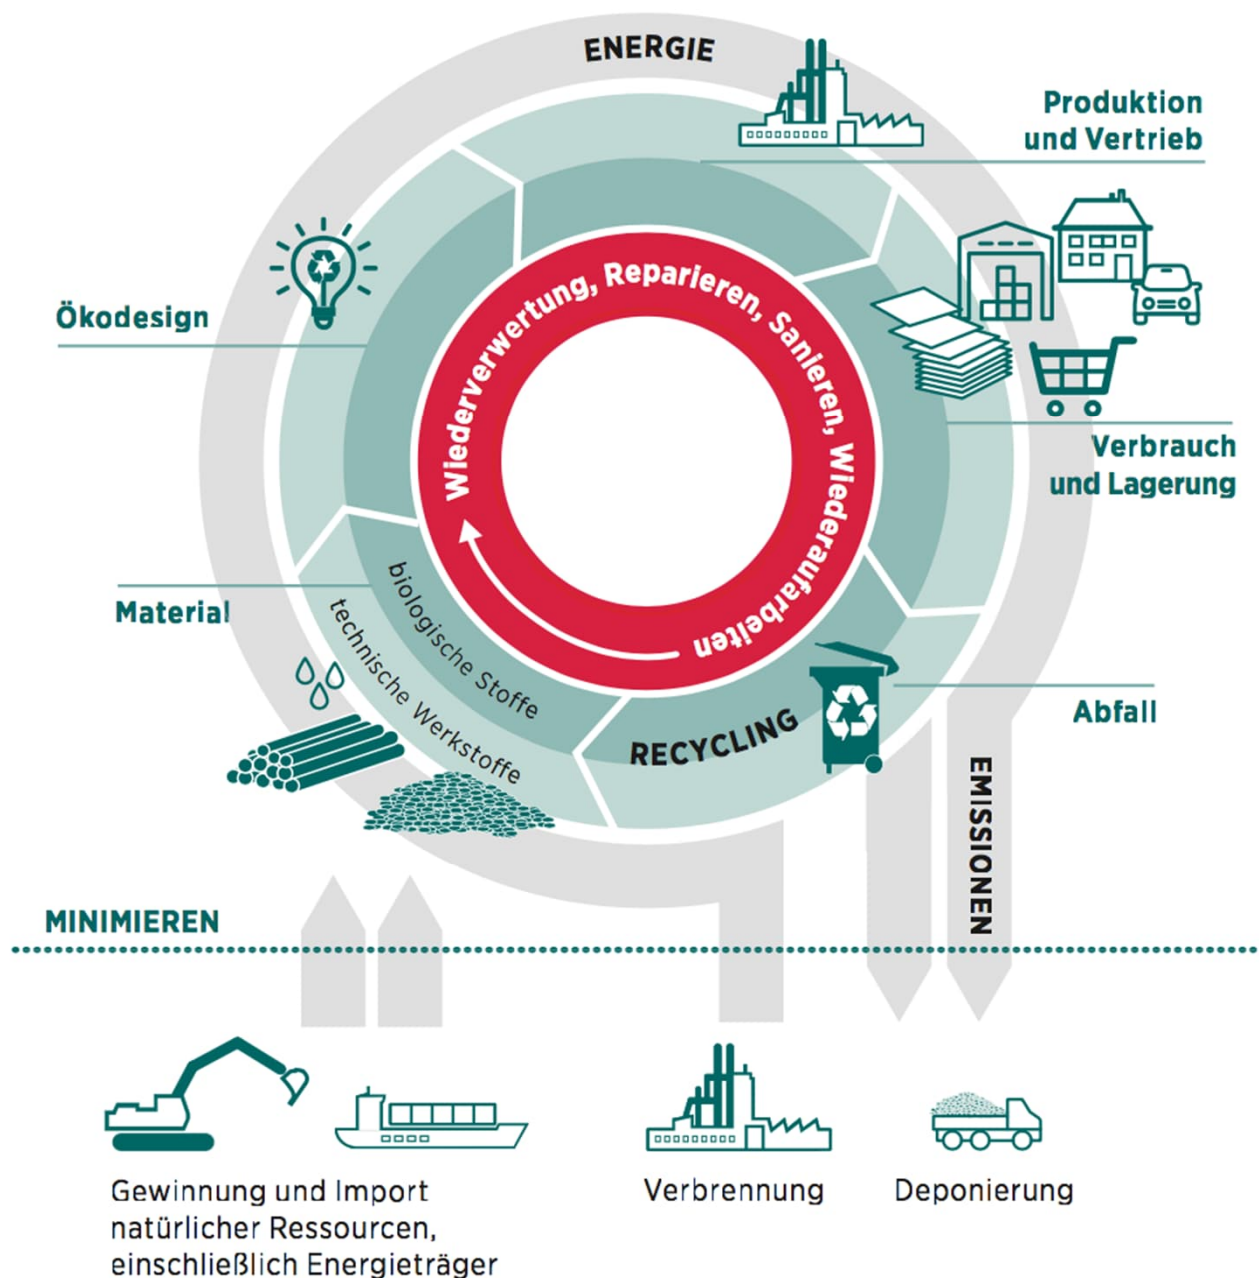 ENERGIE
Produktion
und Vertrieb
Ökodesign
Wiederverwertung, Reparieren, Sanieren, Wiederaufarbeiten
Verbrauch
und Lagerung
Material
biologische Stoffe
technische Werkstoffe
RECYCLING
Abfall
EMISSIONEN
MINIMIEREN
Gewinnung und Import
natürlicher Ressourcen,
einschließlich Energieträger
Verbrennung
Deponierung